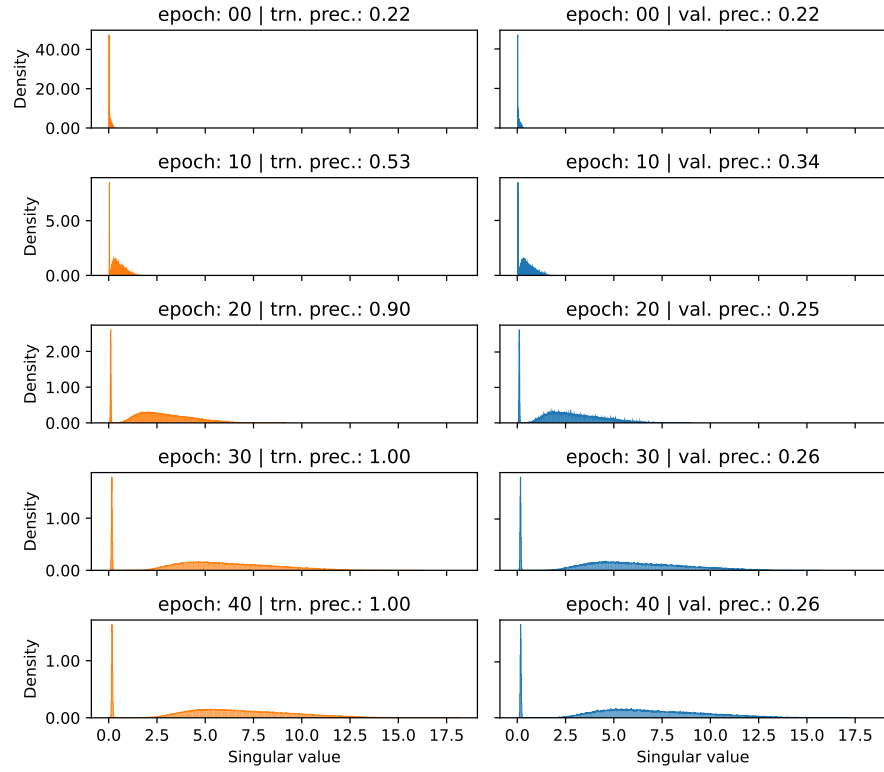 epoch: 00 | trn. prec.: 0.22
epoch: 00 | val. prec.: 0.22
Density
40.00
20.00
0.00
epoch: 10 | trn. prec.: 0.53
epoch: 10 | val. prec.: 0.34
Density
5.00
0.00
epoch: 20 | trn. prec.: 0.90
epoch: 20 | val. prec.: 0.25
Density
2.00
1.00
0.00
epoch: 30 | trn. prec.: 1.00
epoch: 30 | val. prec.: 0.26
Density
1.00
0.00
epoch: 40 | trn. prec.: 1.00
epoch: 40 | val. prec.: 0.26
Density
1.00
0.00
0.0 2.5 5.0 7.5 10.0 12.5 15.0 17.5
Singular value
0.0 2.5 5.0 7.5 10.0 12.5 15.0 17.5
Singular value